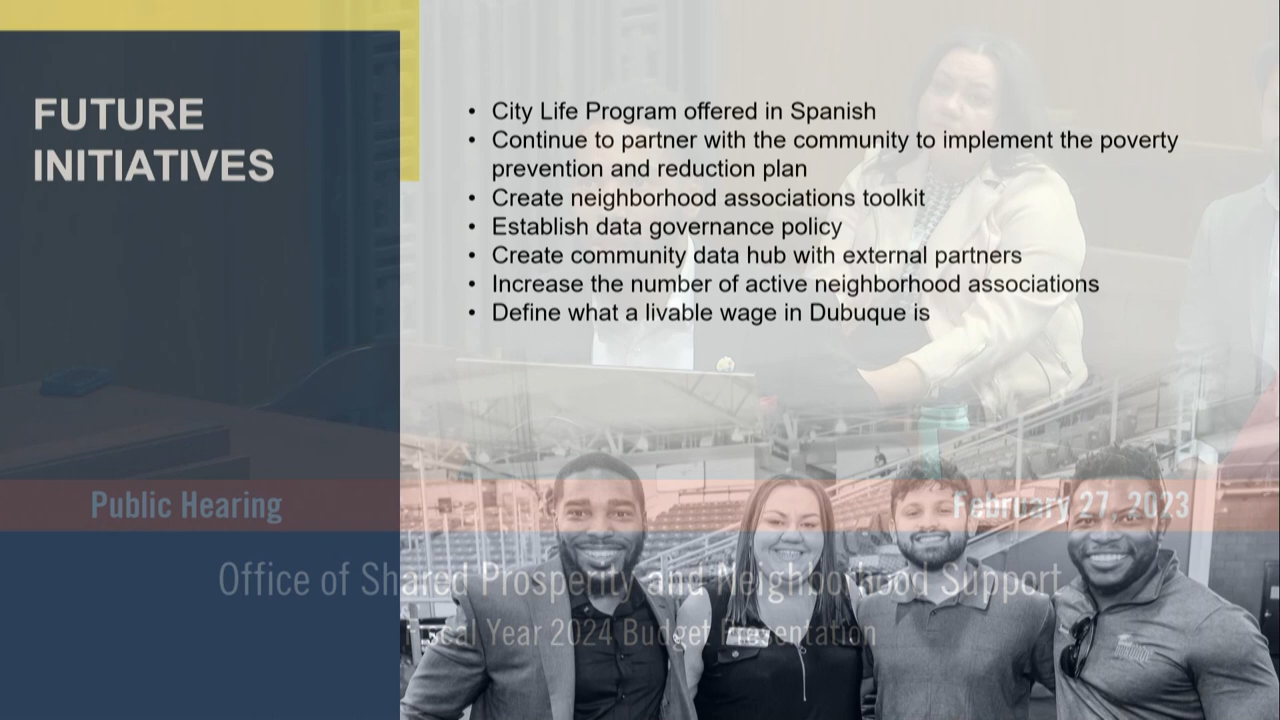 FUTURE
INITIATIVES
• City Life Program offered in Spanish
• Continue to partner with the community to implement the poverty
prevention and reduction plan
• Create neighborhood associations toolkit
• Establish data governance policy
• Create community data hub with external partners
• Increase the number of active neighborhood associations
• Define what a livable wage in Dubuque is
Public Hearing
February 27, 2023
Office of Shared Prosperity and Neighborhood Support
Fiscal Year 2024 Budget Presentation